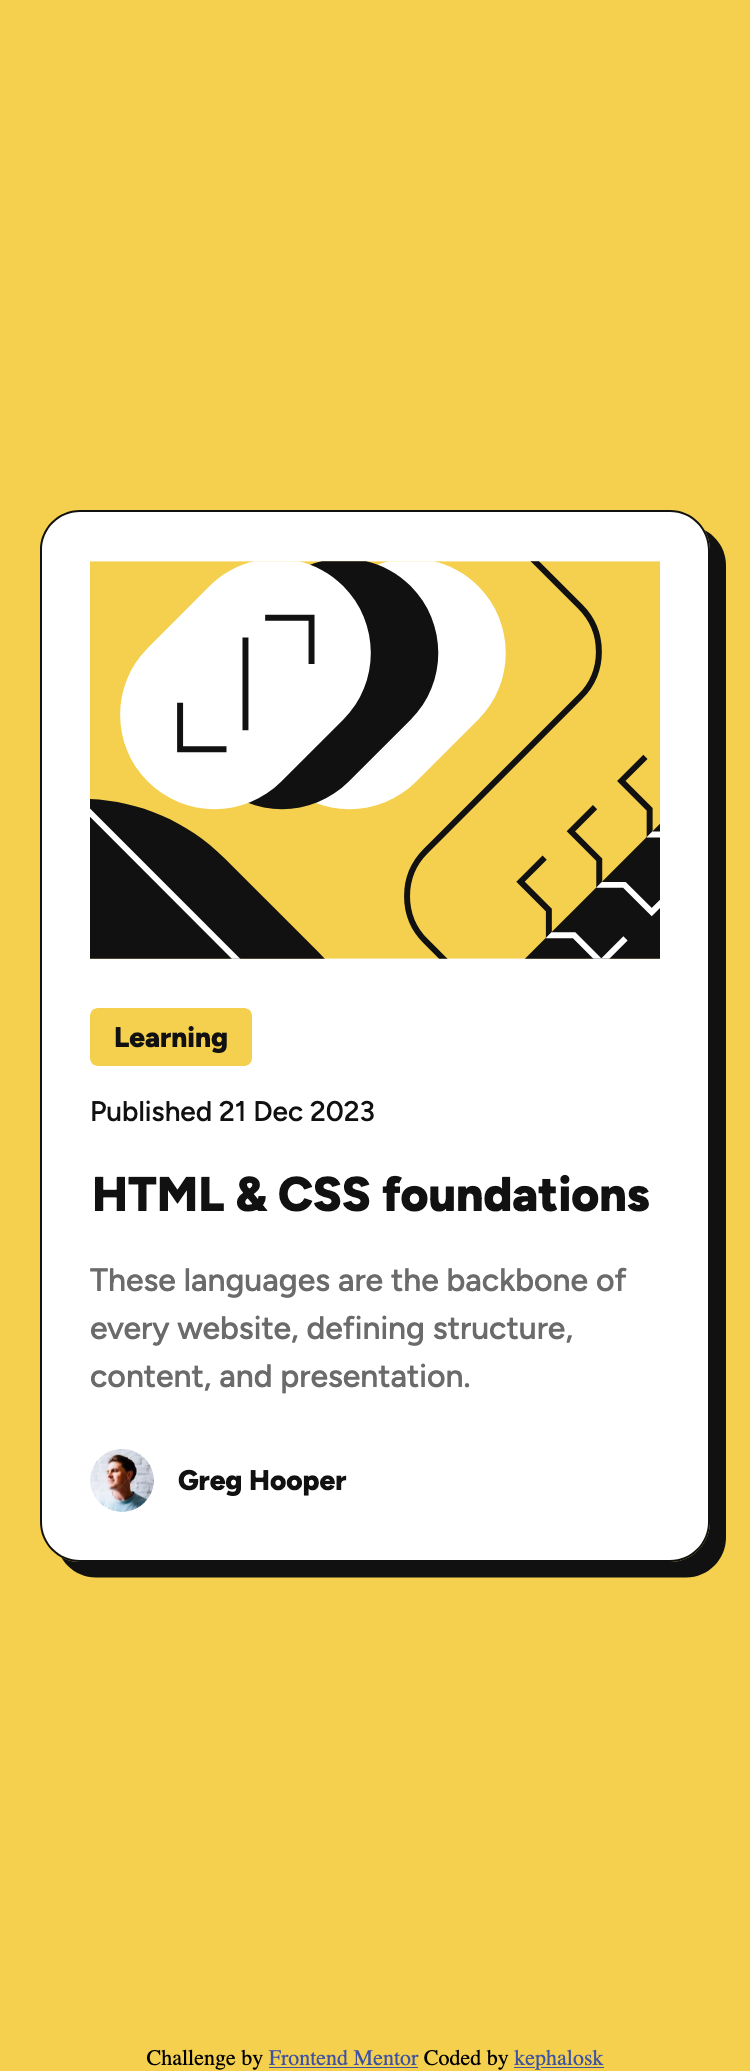 Learning
Published 21 Dec 2023
HTML & CSS foundations
These languages are the backbone of
every website, defining structure,
content, and presentation.
Greg Hooper
Challenge by Frontend Mentor Coded by kephalosk